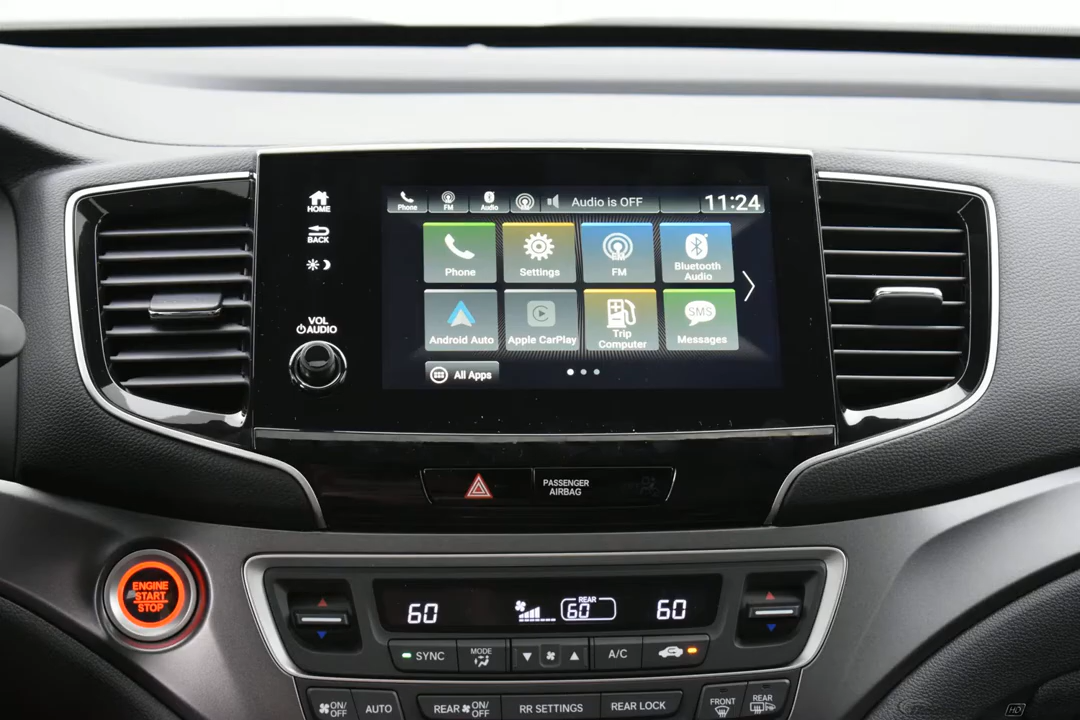 HOME
BACK
VOL
AUDIO
Phone
FM
Audio
Audio is OFF
11:24
Phone
Settings
FM
Bluetooth
Audio
Android Auto
Apple CarPlay
Trip
Computer
SMS
Messages
All Apps
PASSENGER
AIRBAG
ENGINE
START
STOP
60
REAR
60
60
SYNC
MODE
A/C
ON/
OFF
AUTO
REAR ON/
OFF
RR SETTINGS
REAR LOCK
FRONT
REAR
HD